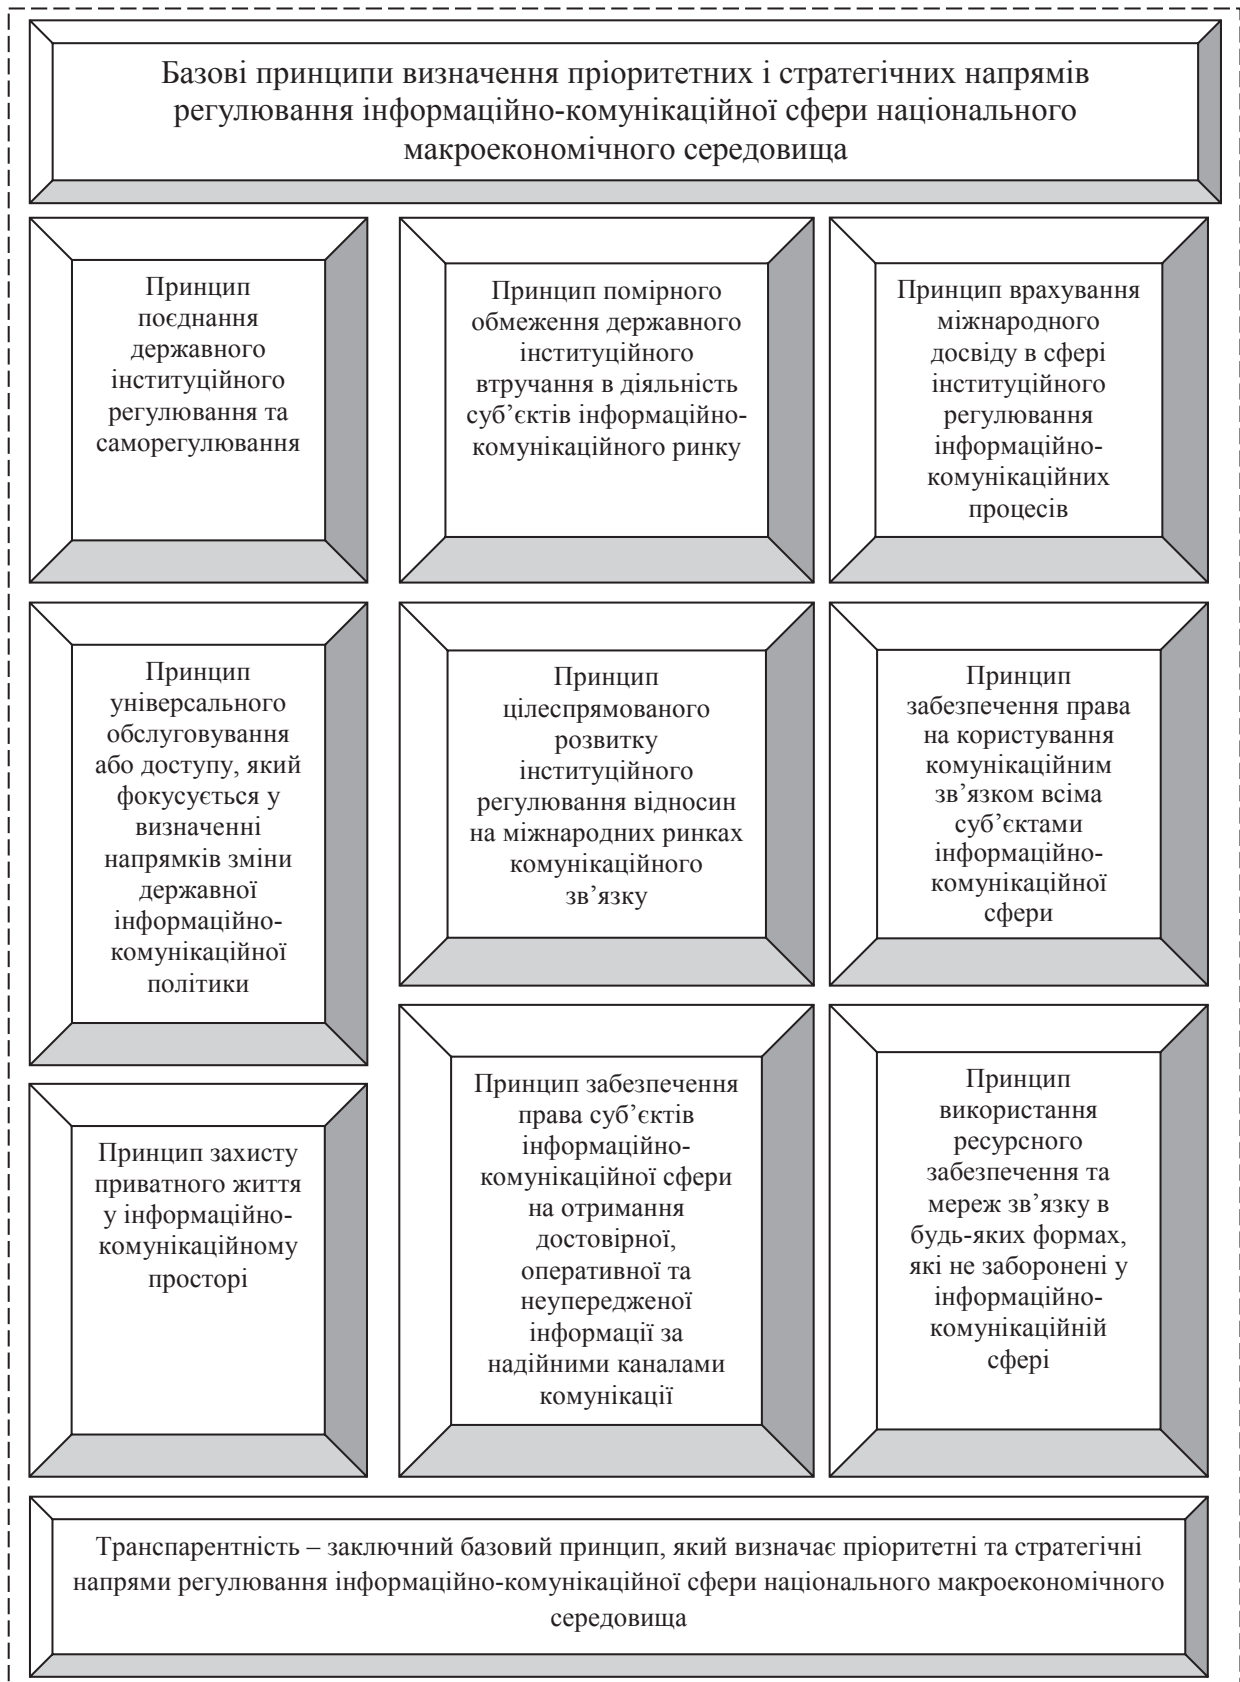 Базові принципи визначення пріоритетних і стратегічних напрямів
регулювання інформаційно-комунікаційної сфери національного
макроекономічного середовища
Принцип
поєднання
державного
інституційного
регулювання та
саморегулювання
Принцип помірного
обмеження державного
інституційного
втручання в діяльність
суб’єктів інформаційно-
комунікаційного ринку
Принцип врахування
міжнародного
досвіду в сфері
інституційного
регулювання
інформаційно-
комунікаційних
процесів
Принцип
універсального
обслуговування
або доступу, який
фокусується у
визначенні
напрямків зміни
державної
інформаційно-
комунікаційної
політики
Принцип
цілеспрямованого
розвитку
інституційного
регулювання відносин
на міжнародних ринках
комунікаційного
зв’язку
Принцип
забезпечення права
на користування
комунікаційним
зв’язком всіма
суб’єктами
інформаційно-
комунікаційної
сфери
Принцип захисту
приватного життя
у інформаційно-
комунікаційному
просторі
Принцип забезпечення
права суб’єктів
інформаційно-
комунікаційної сфери
на отримання
достовірної,
оперативної та
неупередженої
інформації за
надійними каналами
комунікації
Принцип
використання
ресурсного
забезпечення та
мереж зв’язку в
будь-яких формах,
які не заборонені у
інформаційно-
комунікаційній
сфері
Транспарентність – заключний базовий принцип, який визначає пріоритетні та стратегічні
напрями регулювання інформаційно-комунікаційної сфери національного макроекономічного
середовища